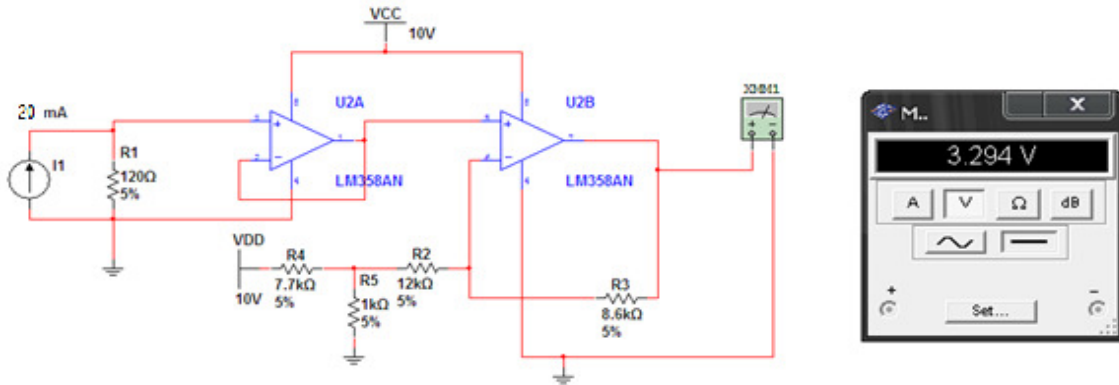 VCC
10V
20 mA
I1
R1
120Ω
5%
U2A
LM358AN
U2B
LM358AN
XMM1
VDD
10V
R4
7.7kΩ
5%
R5
1kΩ
5%
R2
12kΩ
5%
R3
8.6kΩ
5%
M..
X
3.294 V
A
V
Ω
dB
+
−
Set...